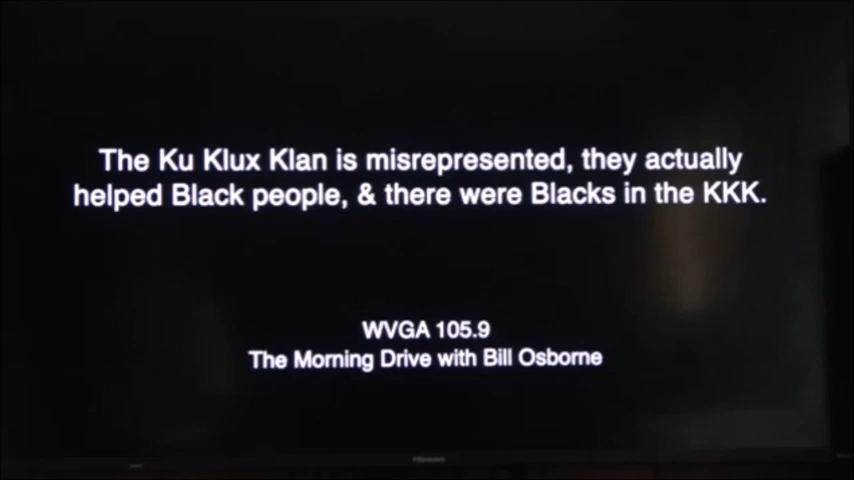 The Ku Klux Klan is misrepresented, they actually
helped Black people, & there were Blacks in the KKK.
WVGA 105.9
The Morning Drive with Bill Osborne
Hisense